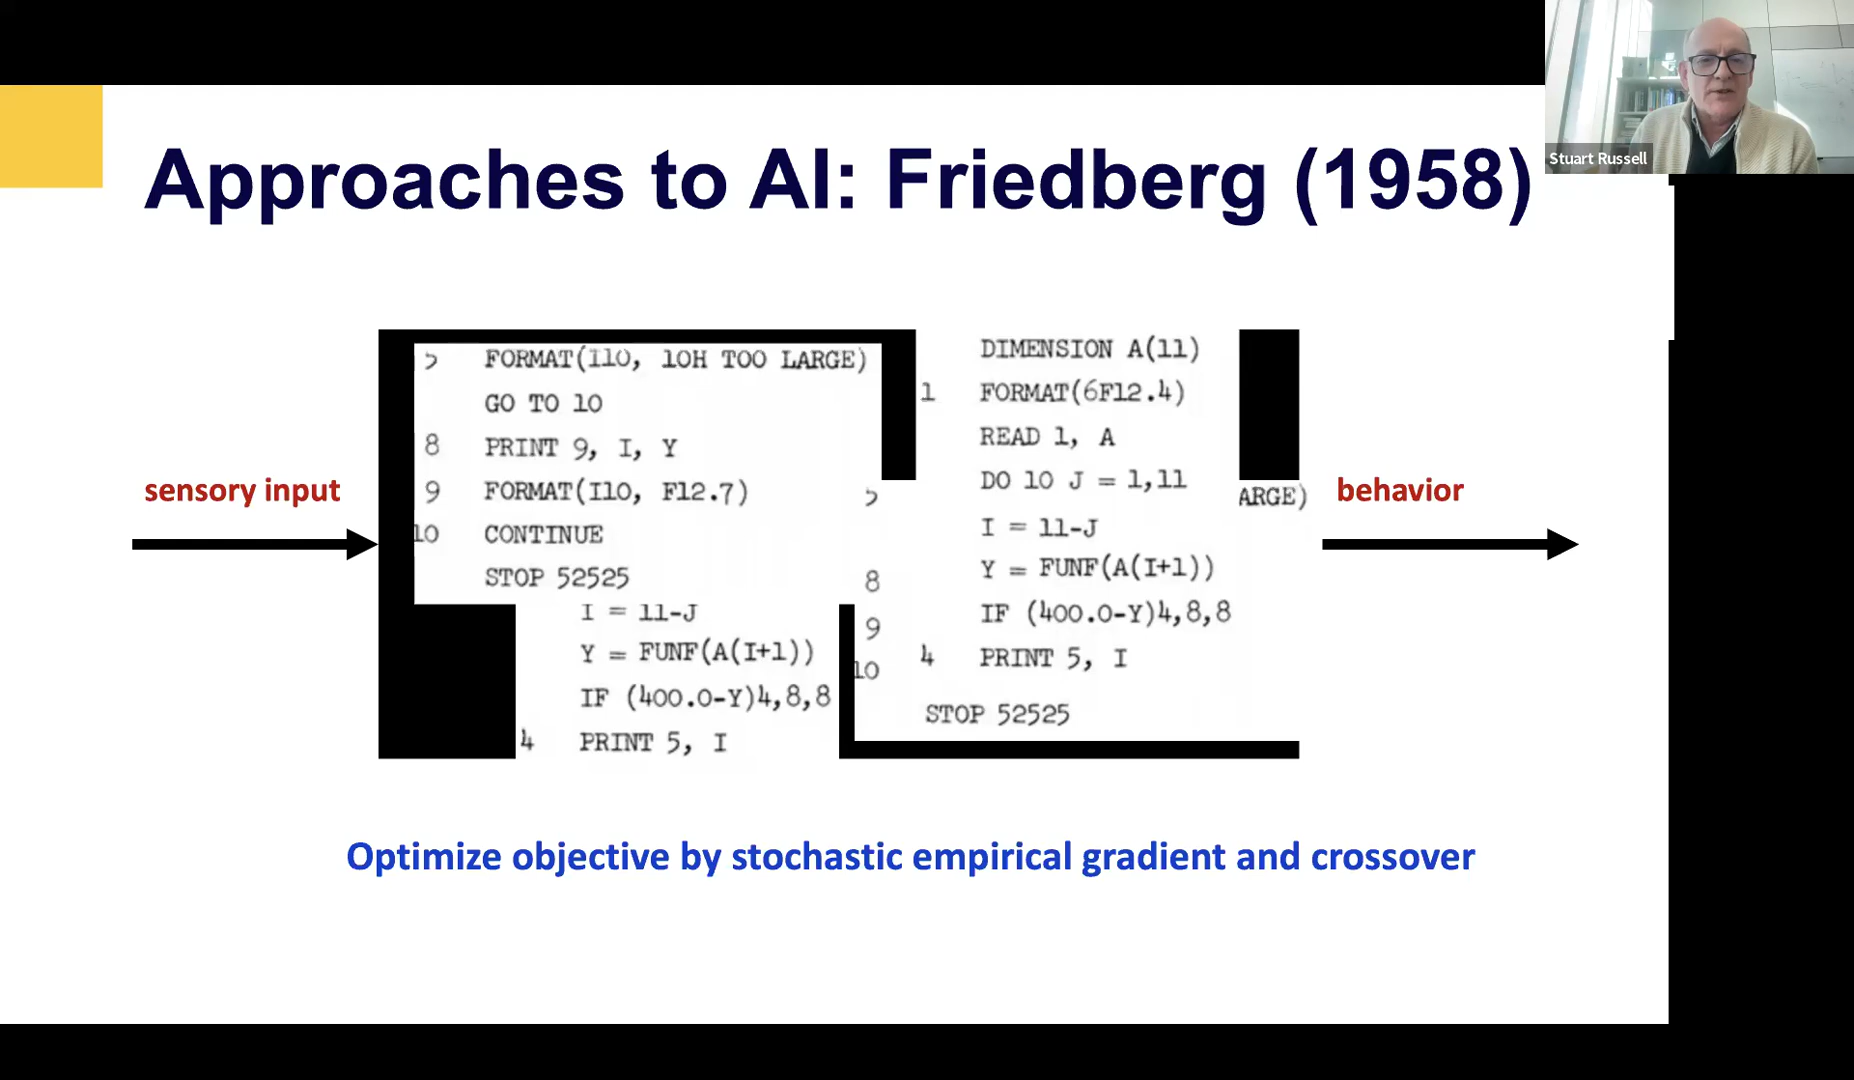 Stuart Russell
Approaches to AI: Friedberg (1958)
sensory input
5 FORMAT(I10, 10H TOO LARGE)
GO TO 10
8 PRINT 9, I, Y
9 FORMAT(I10, F12.7)
10 CONTINUE
STOP 52525
I = 11-J
Y = FUNF(A(I+1))
IF (400.0-Y)4,8,8
4 PRINT 5, I
DIMENSION A(11)
1 FORMAT(6F12.4)
READ 1, A
DO 10 J = 1,11
5 ARGE)
I = 11-J
8 Y = FUNF(A(I+1))
9 IF (400.0-Y)4,8,8
10 4 PRINT 5, I
STOP 52525
behavior
Optimize objective by stochastic empirical gradient and crossover